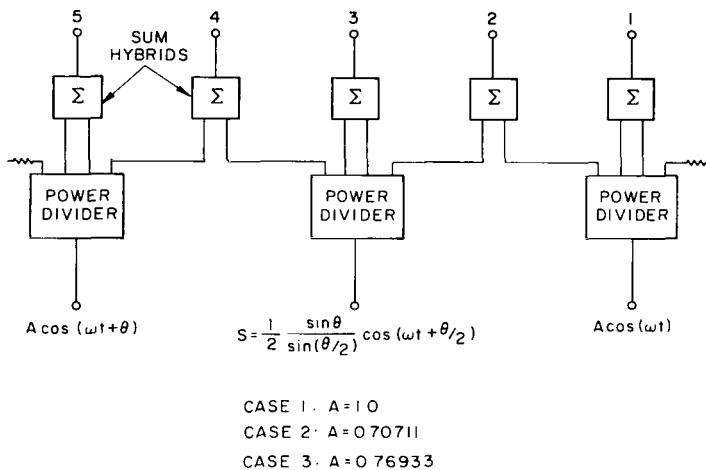 5 4 3 2 1
SUM
HYBRIDS
Σ Σ Σ Σ Σ
POWER DIVIDER
POWER DIVIDER
POWER DIVIDER
A cos (ωt+θ)
S = 1/2 sinθ/sin(θ/2) cos (ωt + θ/2)
A cos (ωt)
CASE 1. A = 1 0
CASE 2· A = 0 70711
CASE 3. A = 0 76933